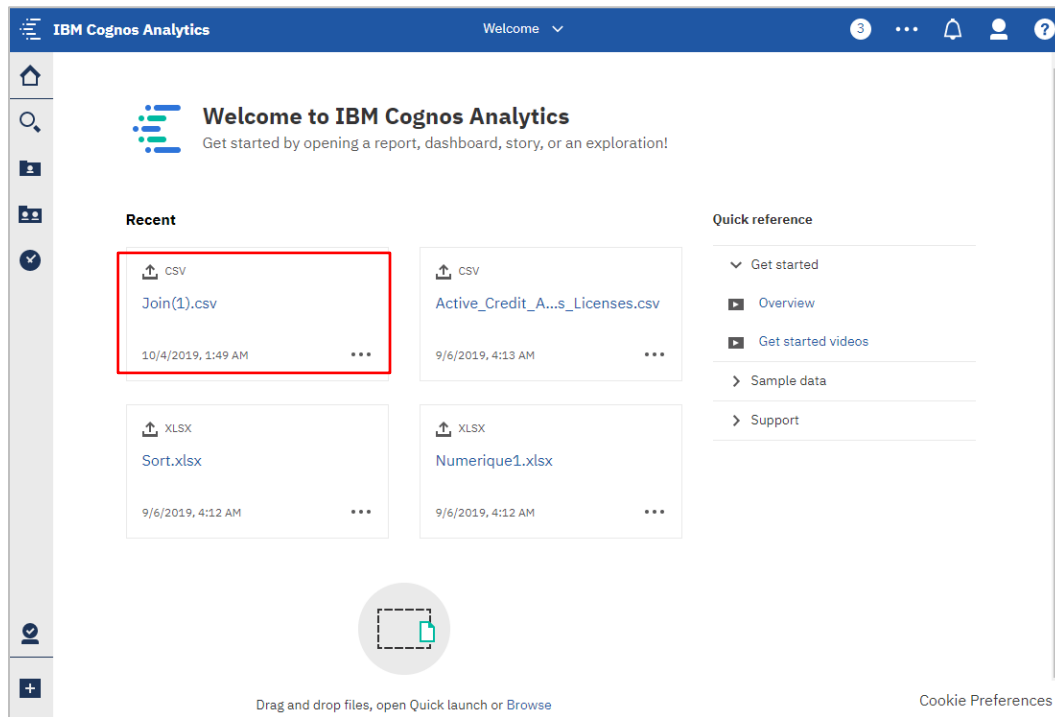 IBM Cognos Analytics
Welcome
3
?
Welcome to IBM Cognos Analytics
Get started by opening a report, dashboard, story, or an exploration!
Recent
CSV
Join(1).csv
10/4/2019, 1:49 AM
CSV
Active_Credit_A...s_Licenses.csv
9/6/2019, 4:13 AM
XLSX
Sort.xlsx
9/6/2019, 4:12 AM
XLSX
Numerique1.xlsx
9/6/2019, 4:12 AM
Quick reference
Get started
Overview
Get started videos
Sample data
Support
Drag and drop files, open Quick launch or Browse
Cookie Preferences